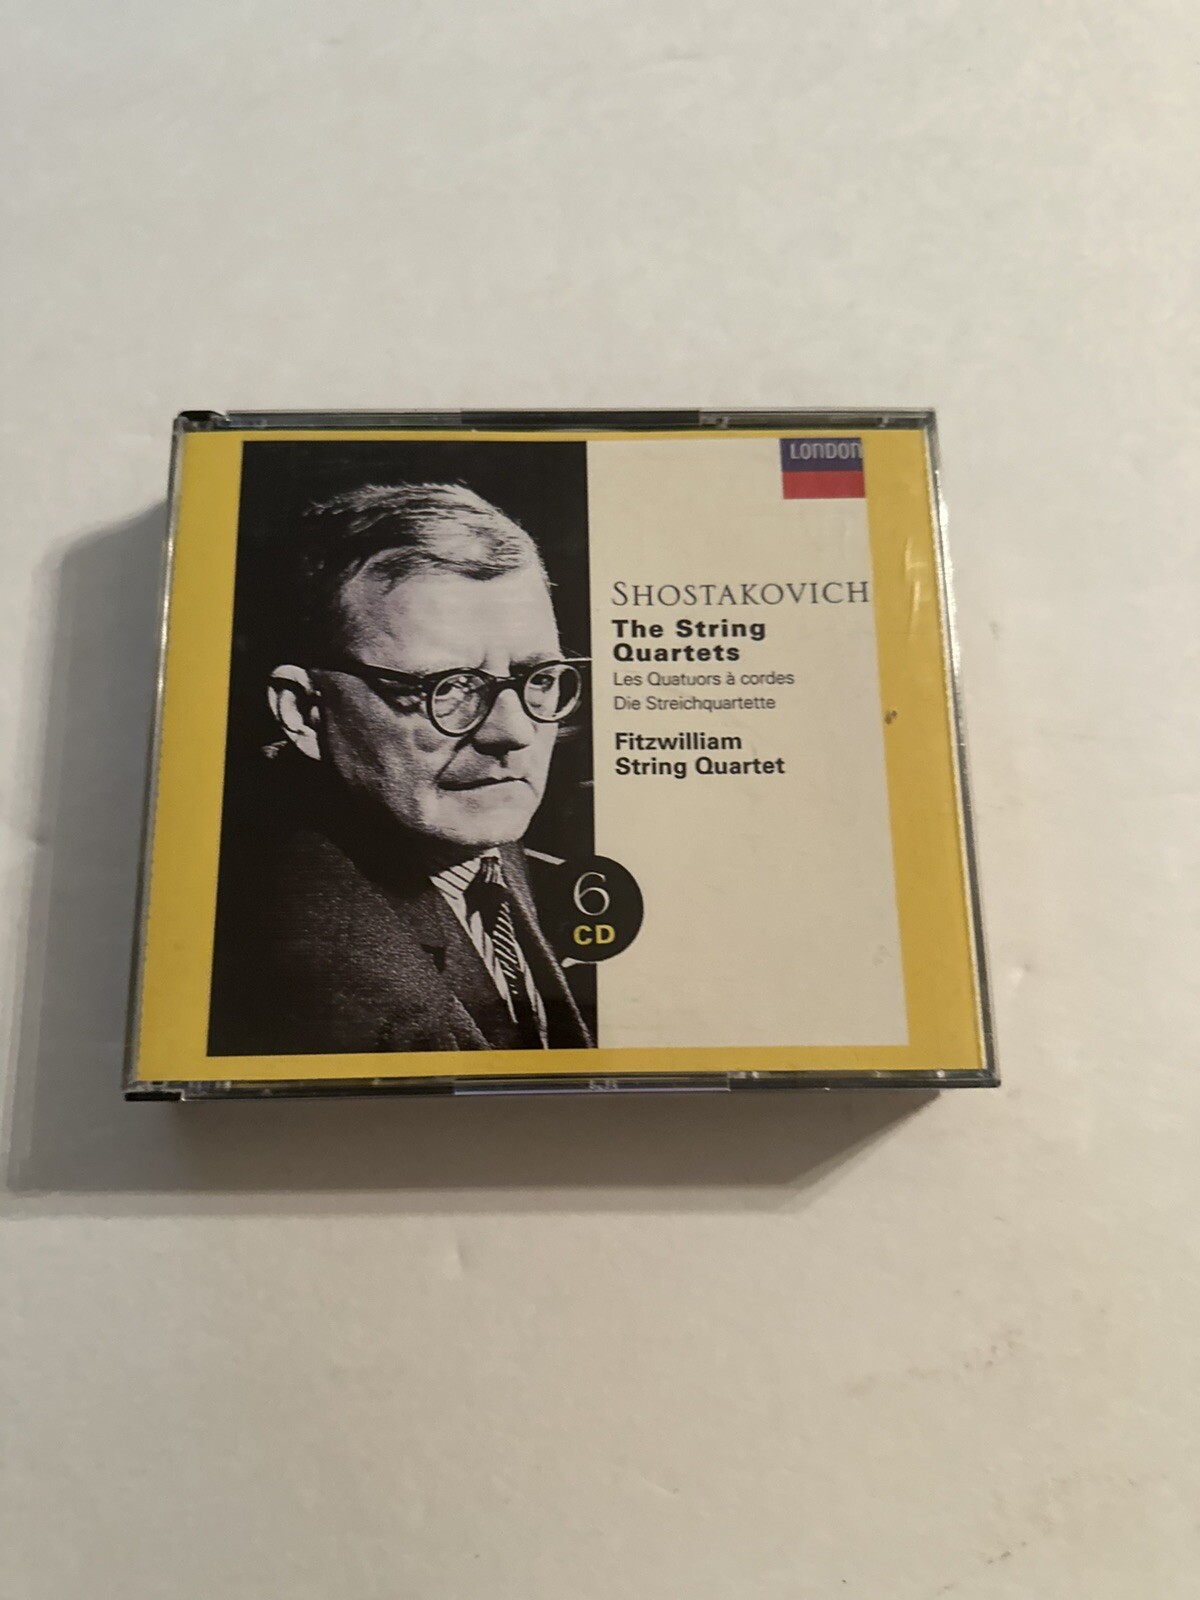 LONDON
SHOSTAKOVICH
The String
Quartets
Les Quatuors à cordes
Die Streichquartette
Fitzwilliam
String Quartet
6
CD